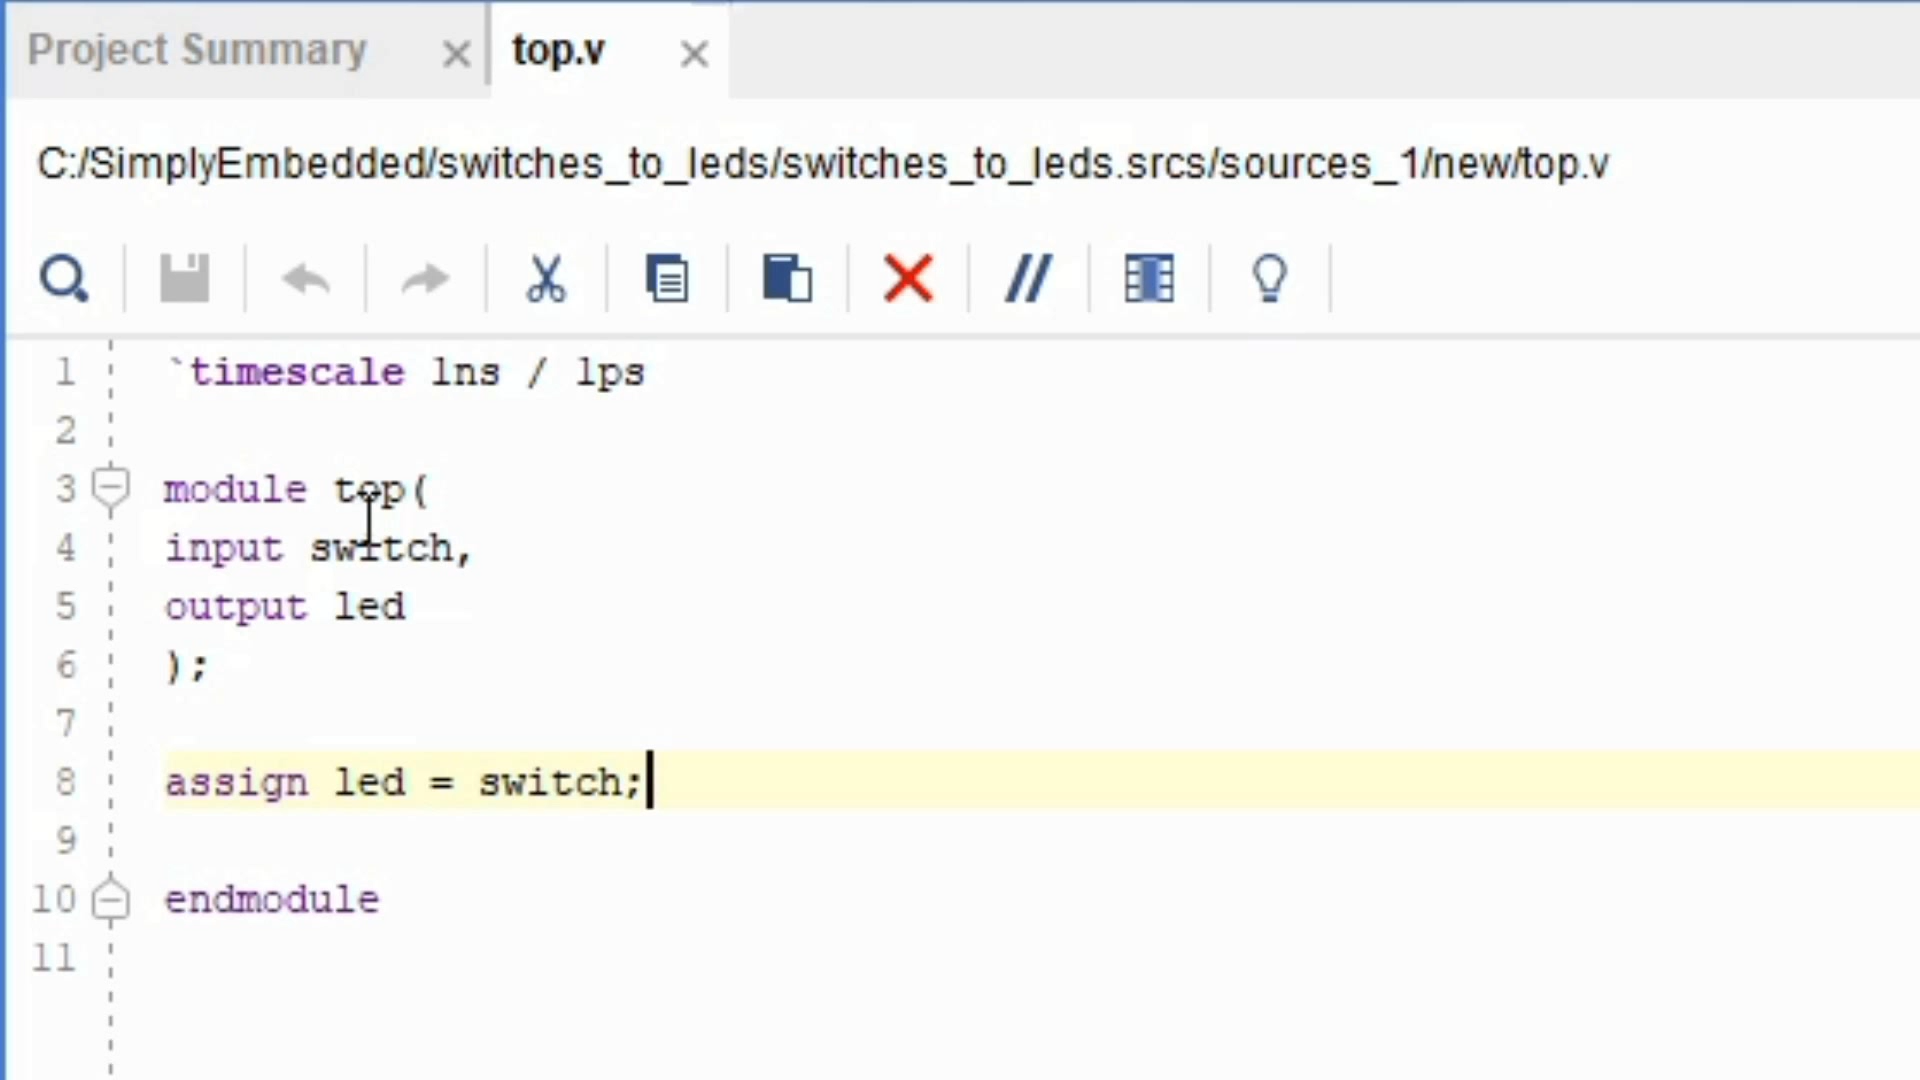 Project Summary
top.v
C:/SimplyEmbedded/switches_to_leds/switches_to_leds.srcs/sources_1/new/top.v
1 `timescale 1ns / 1ps
2
3 module top(
4 input switch,
5 output led
6 );
7
8 assign led = switch;
9
10 endmodule
11